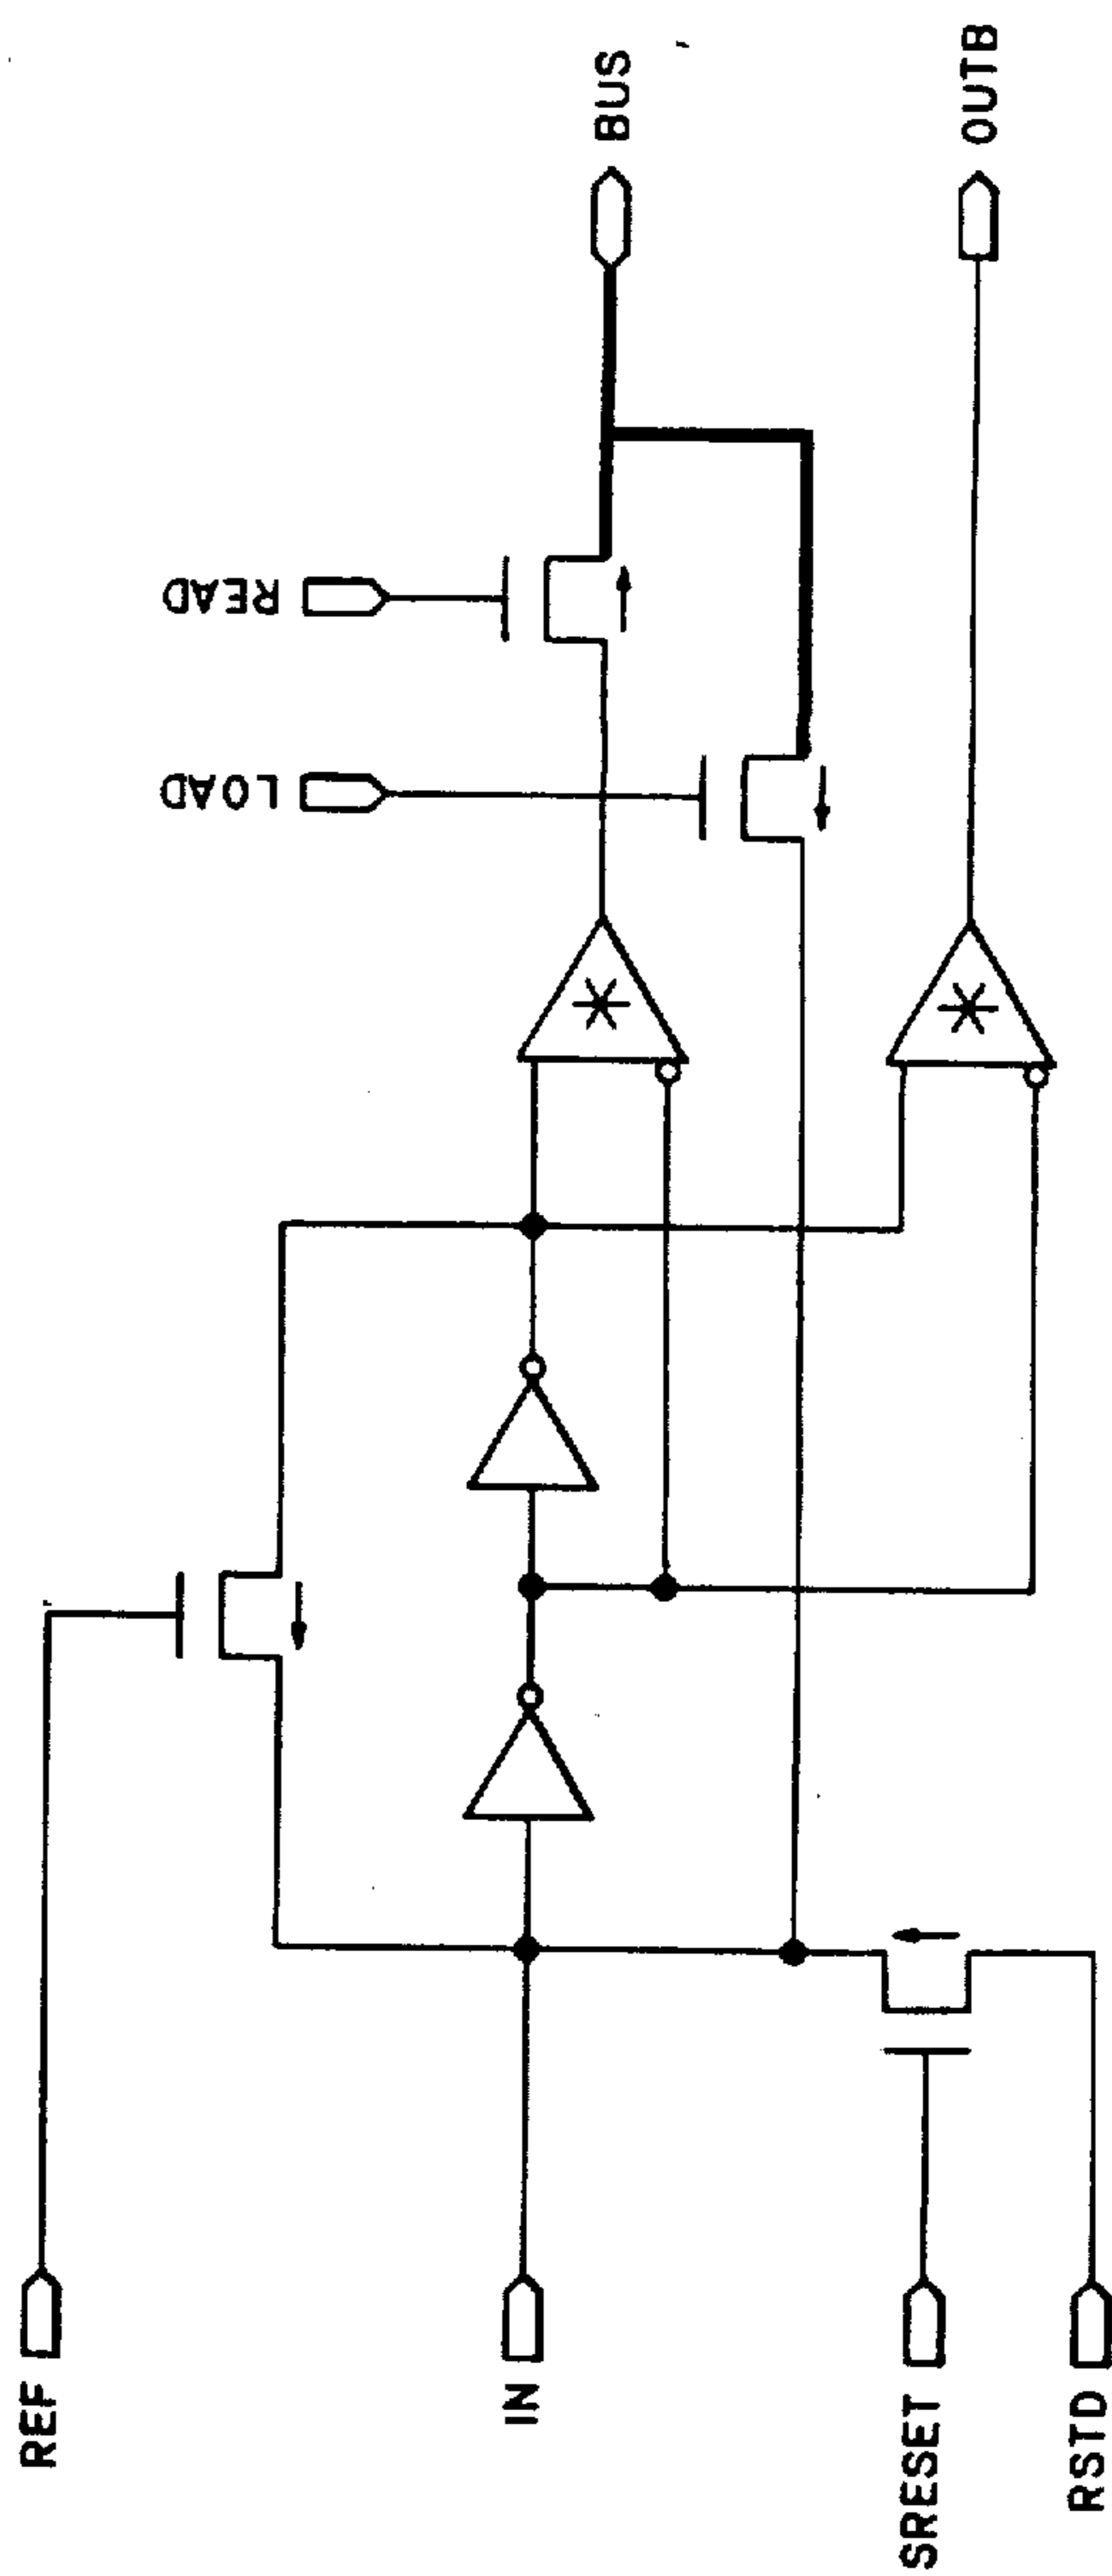 REF
IN
SRESET
RSTD
LOAD
READ
BUS
OUTB